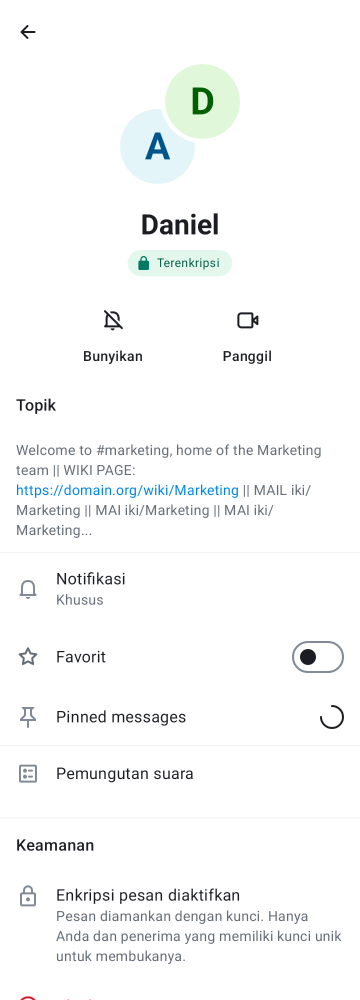 D
A
Daniel
Terenkripsi
Bunyikan
Panggil
Topik
Welcome to #marketing, home of the Marketing
team || WIKI PAGE:
https://domain.org/wiki/Marketing || MAIL iki/
Marketing || MAI iki/Marketing || MAI iki/
Marketing...
Notifikasi
Khusus
Favorit
Pinned messages
Pemungutan suara
Keamanan
Enkripsi pesan diaktifkan
Pesan diamankan dengan kunci. Hanya
Anda dan penerima yang memiliki kunci unik
untuk membukanya.